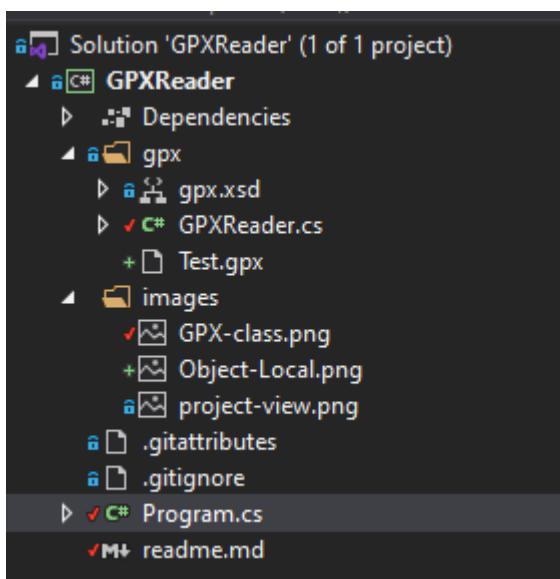 Solution 'GPXReader' (1 of 1 project)
C# GPXReader
Dependencies
gpx
gpx.xsd
C# GPXReader.cs
+ Test.gpx
images
GPX-class.png
+ Object-Local.png
project-view.png
.gitattributes
.gitignore
C# Program.cs
M↓ readme.md